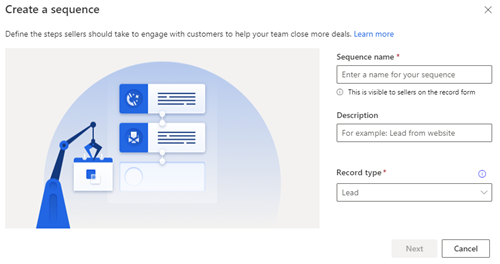 Create a sequence
Define the steps sellers should take to engage with customers to help your team close more deals. Learn more
Sequence name *
Enter a name for your sequence
This is visible to sellers on the record form
Description
For example: Lead from website
Record type *
Lead
Next
Cancel